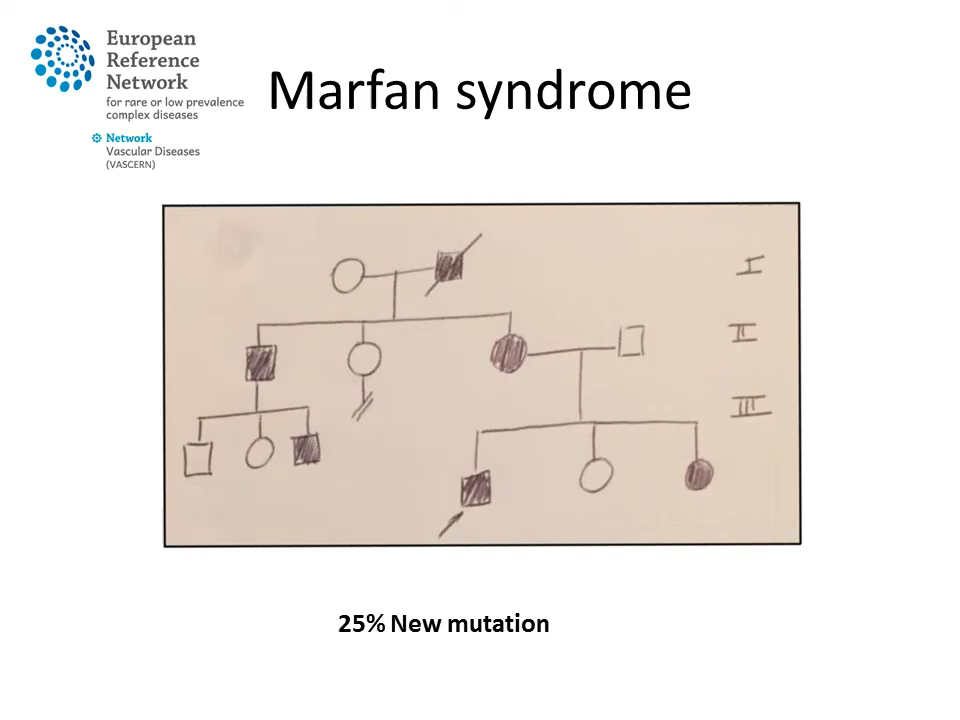 European
Reference
Network
for rare or low prevalence
complex diseases
Network
Vascular Diseases
(VASCERN)
Marfan syndrome
I
II
III
25% New mutation